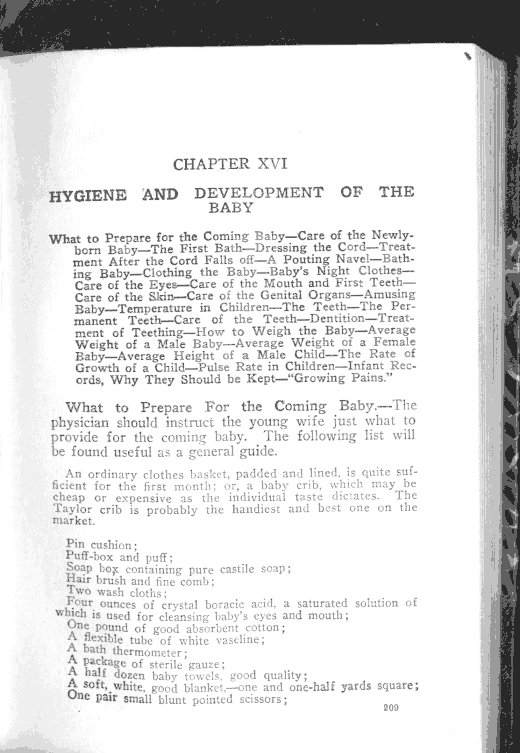 CHAPTER XVI
HYGIENE AND DEVELOPMENT OF THE
BABY
What to Prepare for the Coming Baby—Care of the Newly-
born Baby—The First Bath—Dressing the Cord—Treat-
ment After the Cord Falls off—A Pouting Navel—Bath-
ing Baby—Clothing the Baby—Baby's Night Clothes—
Care of the Eyes—Care of the Mouth and First Teeth—
Care of the Skin—Care of the Genital Organs—Amusing
Baby—Temperature in Children—The Teeth—The Per-
manent Teeth—Care of the Teeth—Dentition—Treat-
ment of Teething—How to Weigh the Baby—Average
Weight of a Male Baby—Average Weight of a Female
Baby—Average Height of a Male Child—The Rate of
Growth of a Child—Pulse Rate in Children—Infant Rec-
ords, Why They Should be Kept—"Growing Pains."
What to Prepare For the Coming Baby.—The
physician should instruct the young wife just what to
provide for the coming baby. The following list will
be found useful as a general guide.
An ordinary clothes basket, padded and lined, is quite suf-
ficient for the first month; or, a baby crib, which may be
cheap or expensive as the individual taste dictates. The
Taylor crib is probably the handiest and best one on the
market.
Pin cushion;
Puff-box and puff;
Soap box containing pure castile soap;
Hair brush and fine comb;
Two wash cloths;
Four ounces of crystal boracic acid, a saturated solution of
which is used for cleansing baby's eyes and mouth;
One pound of good absorbent cotton;
A flexible tube of white vaseline;
A bath thermometer;
A package of sterile gauze;
A half dozen baby towels, good quality;
A soft, white, good blanket,—one and one-half yards square;
One pair small blunt pointed scissors;
209